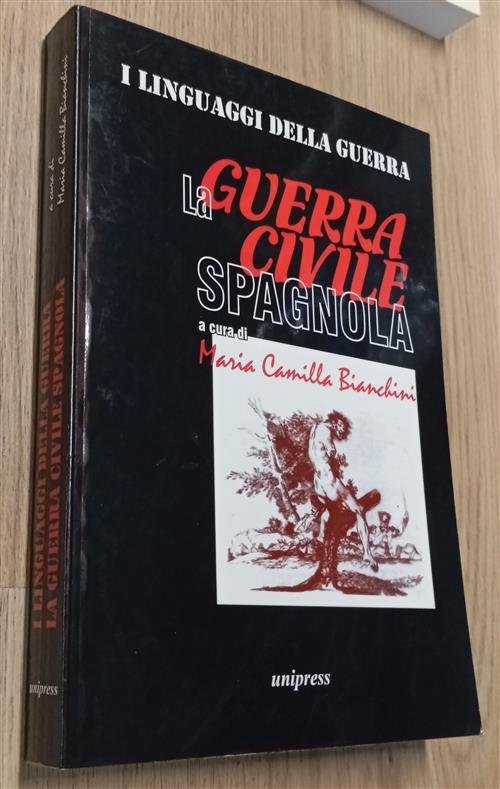 I LINGUAGGI DELLA GUERRA
La GUERRA
CIVILE
SPAGNOLA
a cura di
Maria Camilla Bianchini
unipress
a cura di
Maria Camilla Bianchini
I LINGUAGGI DELLA GUERRA
LA GUERRA CIVILE SPAGNOLA
unipress